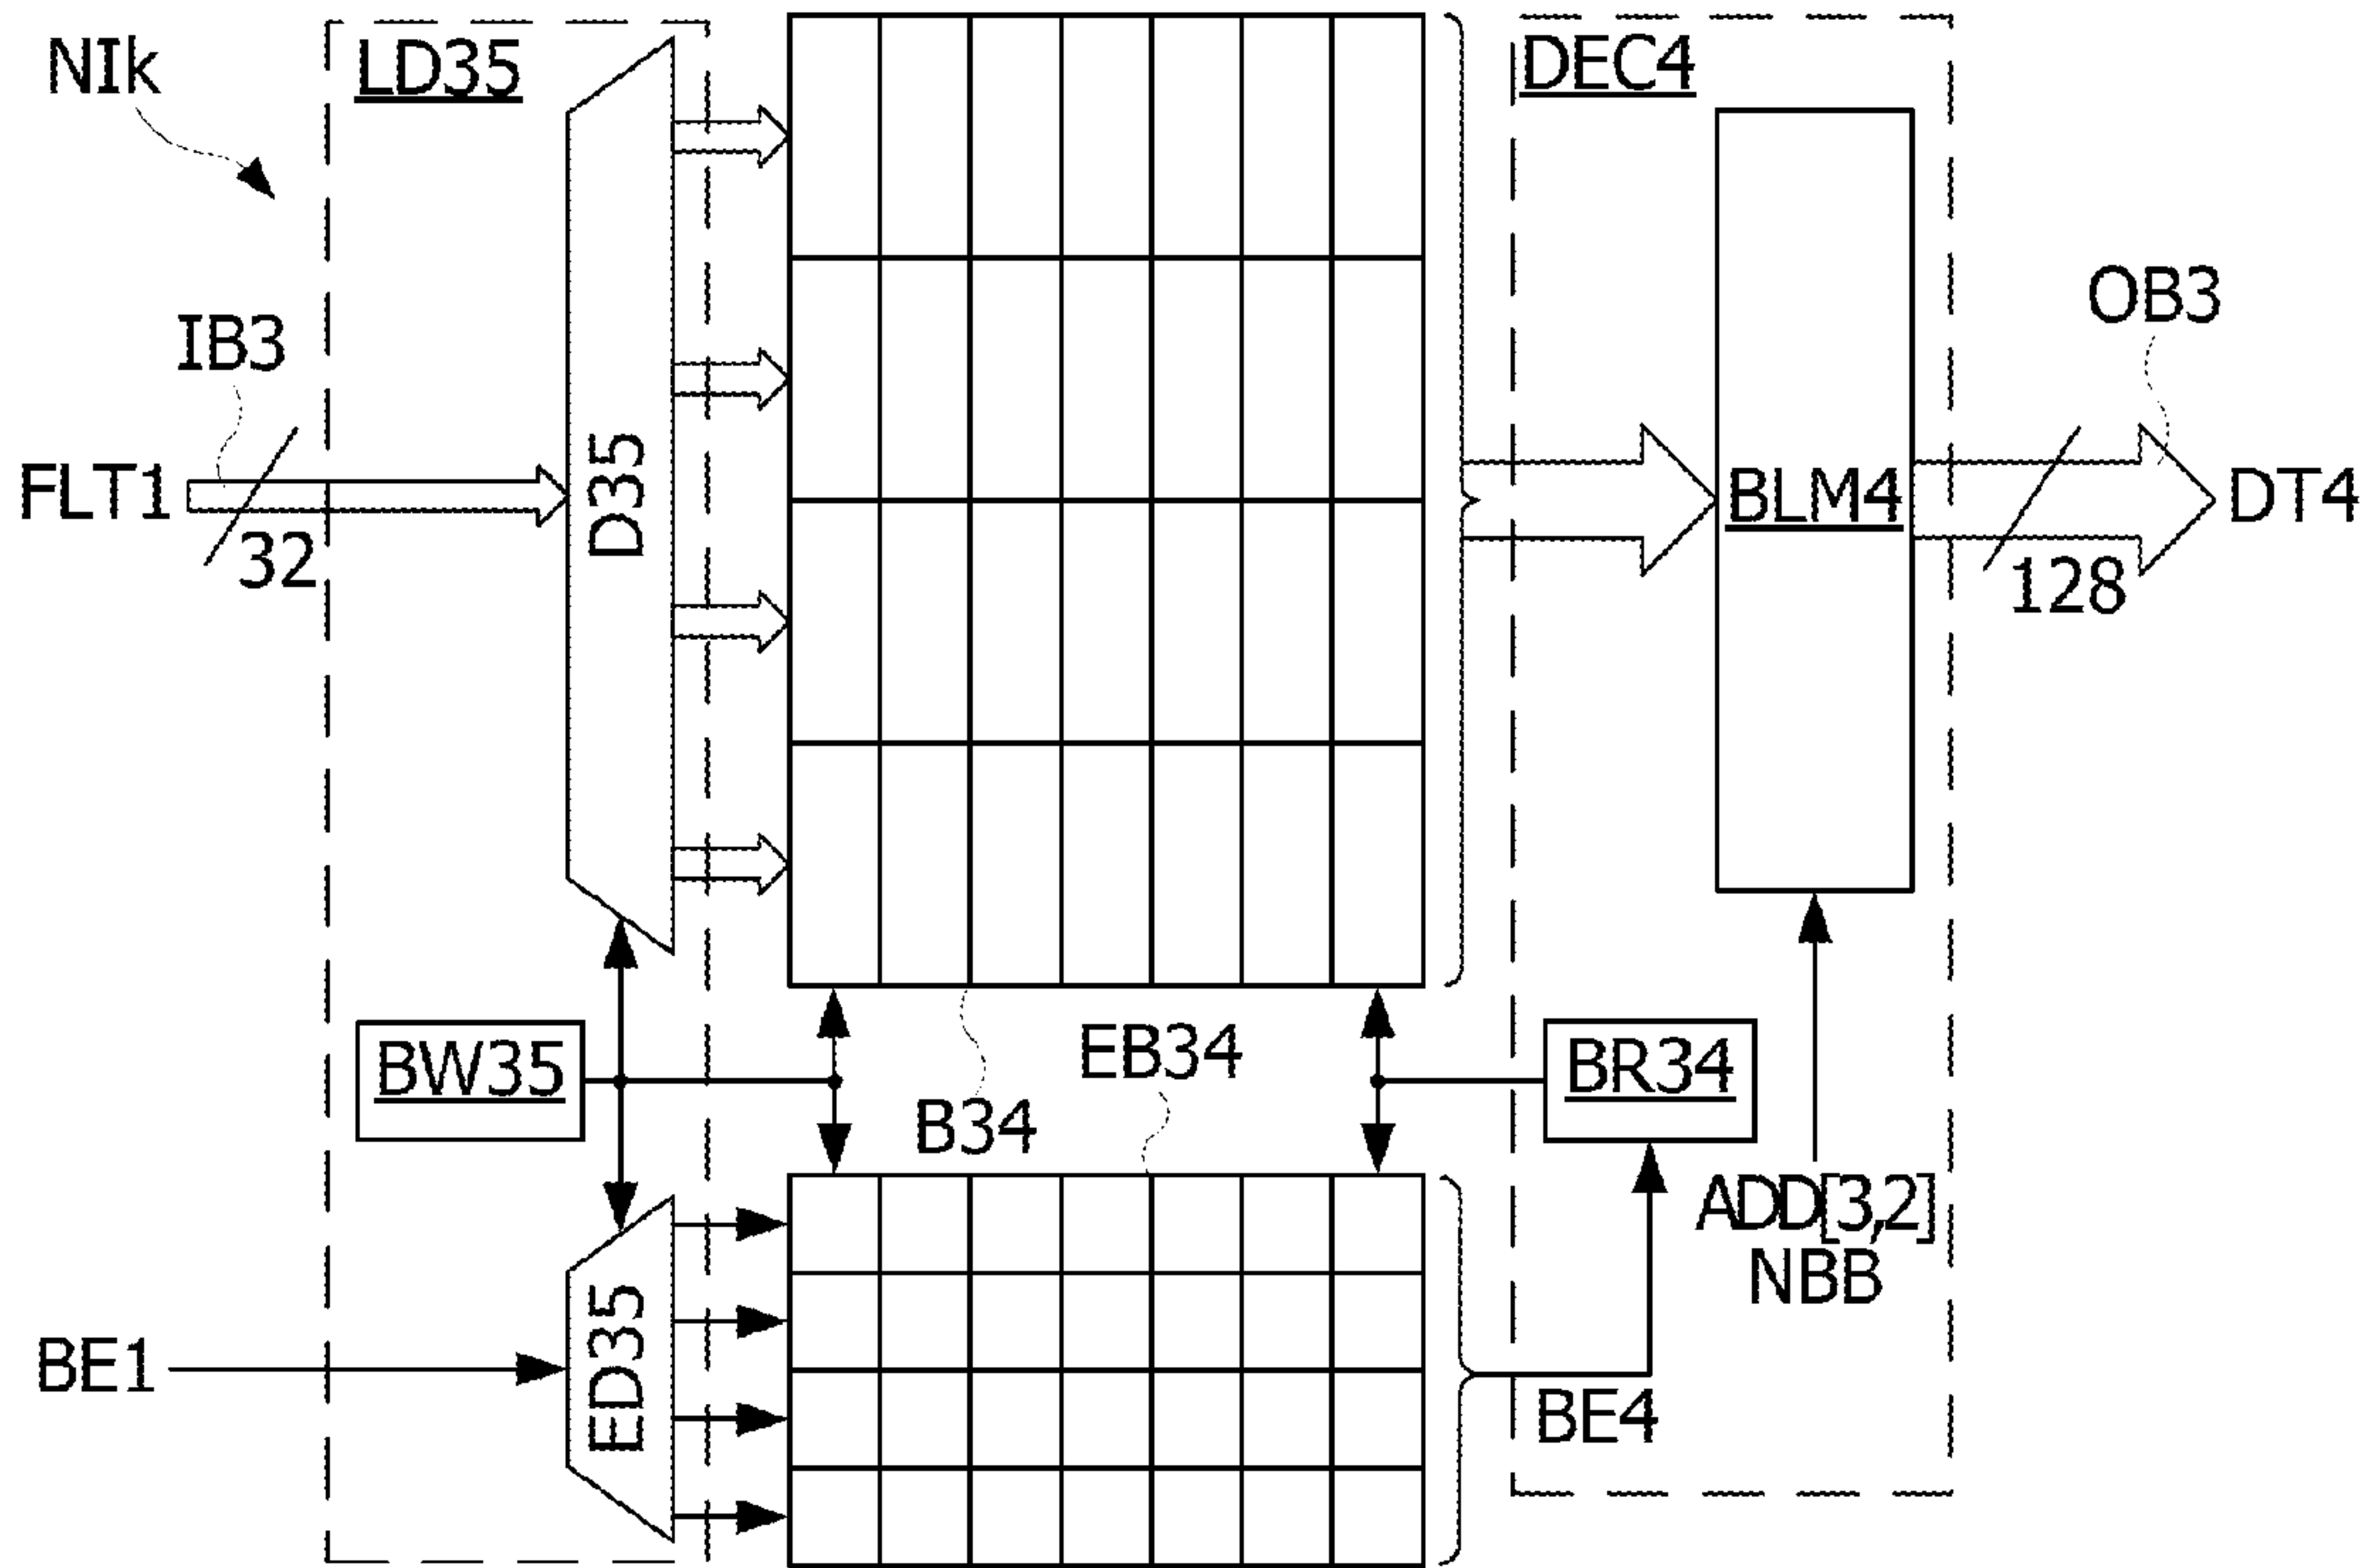 NIk
LD35
DEC4
IB3
OB3
FLT1
32
D35
BLM4
128
DT4
BW35
EB34
BR34
B34
ADD[3,2]
NBB
BE1
ED35
BE4